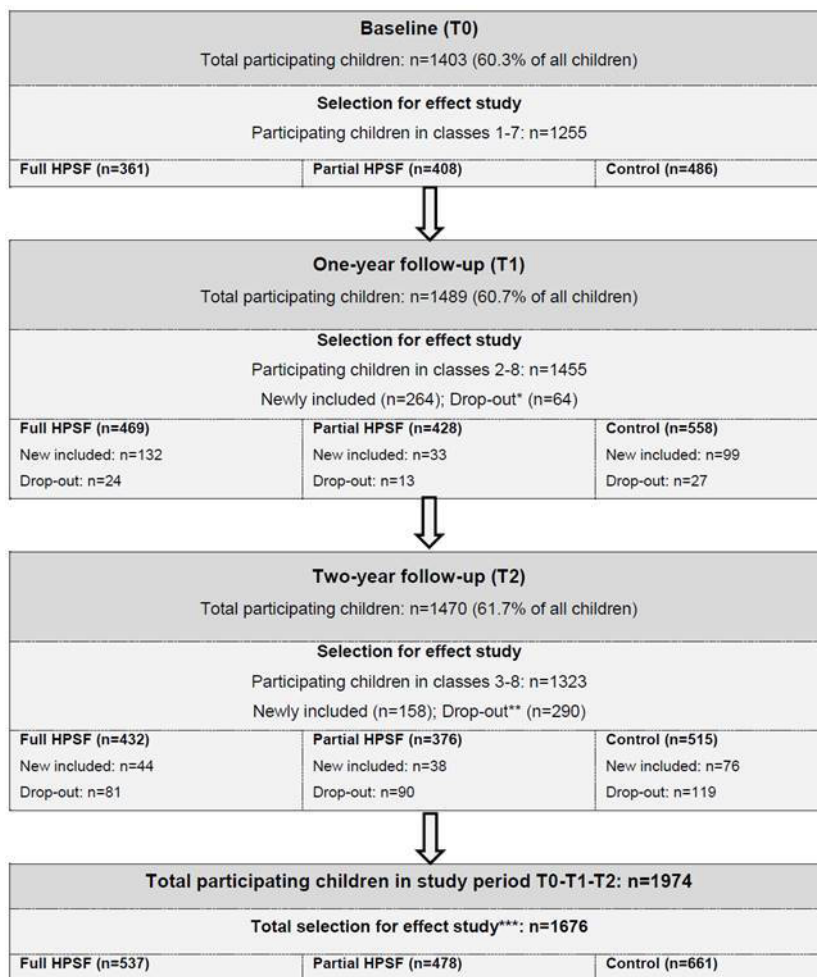 Baseline (T0)
Total participating children: n=1403 (60.3% of all children)
Selection for effect study
Participating children in classes 1-7: n=1255
Full HPSF (n=361) Partial HPSF (n=408) Control (n=486)
One-year follow-up (T1)
Total participating children: n=1489 (60.7% of all children)
Selection for effect study
Participating children in classes 2-8: n=1455
Newly included (n=264); Drop-out* (n=64)
Full HPSF (n=469) Partial HPSF (n=428) Control (n=558)
New included: n=132 New included: n=33 New included: n=99
Drop-out: n=24 Drop-out: n=13 Drop-out: n=27
Two-year follow-up (T2)
Total participating children: n=1470 (61.7% of all children)
Selection for effect study
Participating children in classes 3-8: n=1323
Newly included (n=158); Drop-out** (n=290)
Full HPSF (n=432) Partial HPSF (n=376) Control (n=515)
New included: n=44 New included: n=38 New included: n=76
Drop-out: n=81 Drop-out: n=90 Drop-out: n=119
Total participating children in study period T0-T1-T2: n=1974
Total selection for effect study***: n=1676
Full HPSF (n=537) Partial HPSF (n=478) Control (n=661)